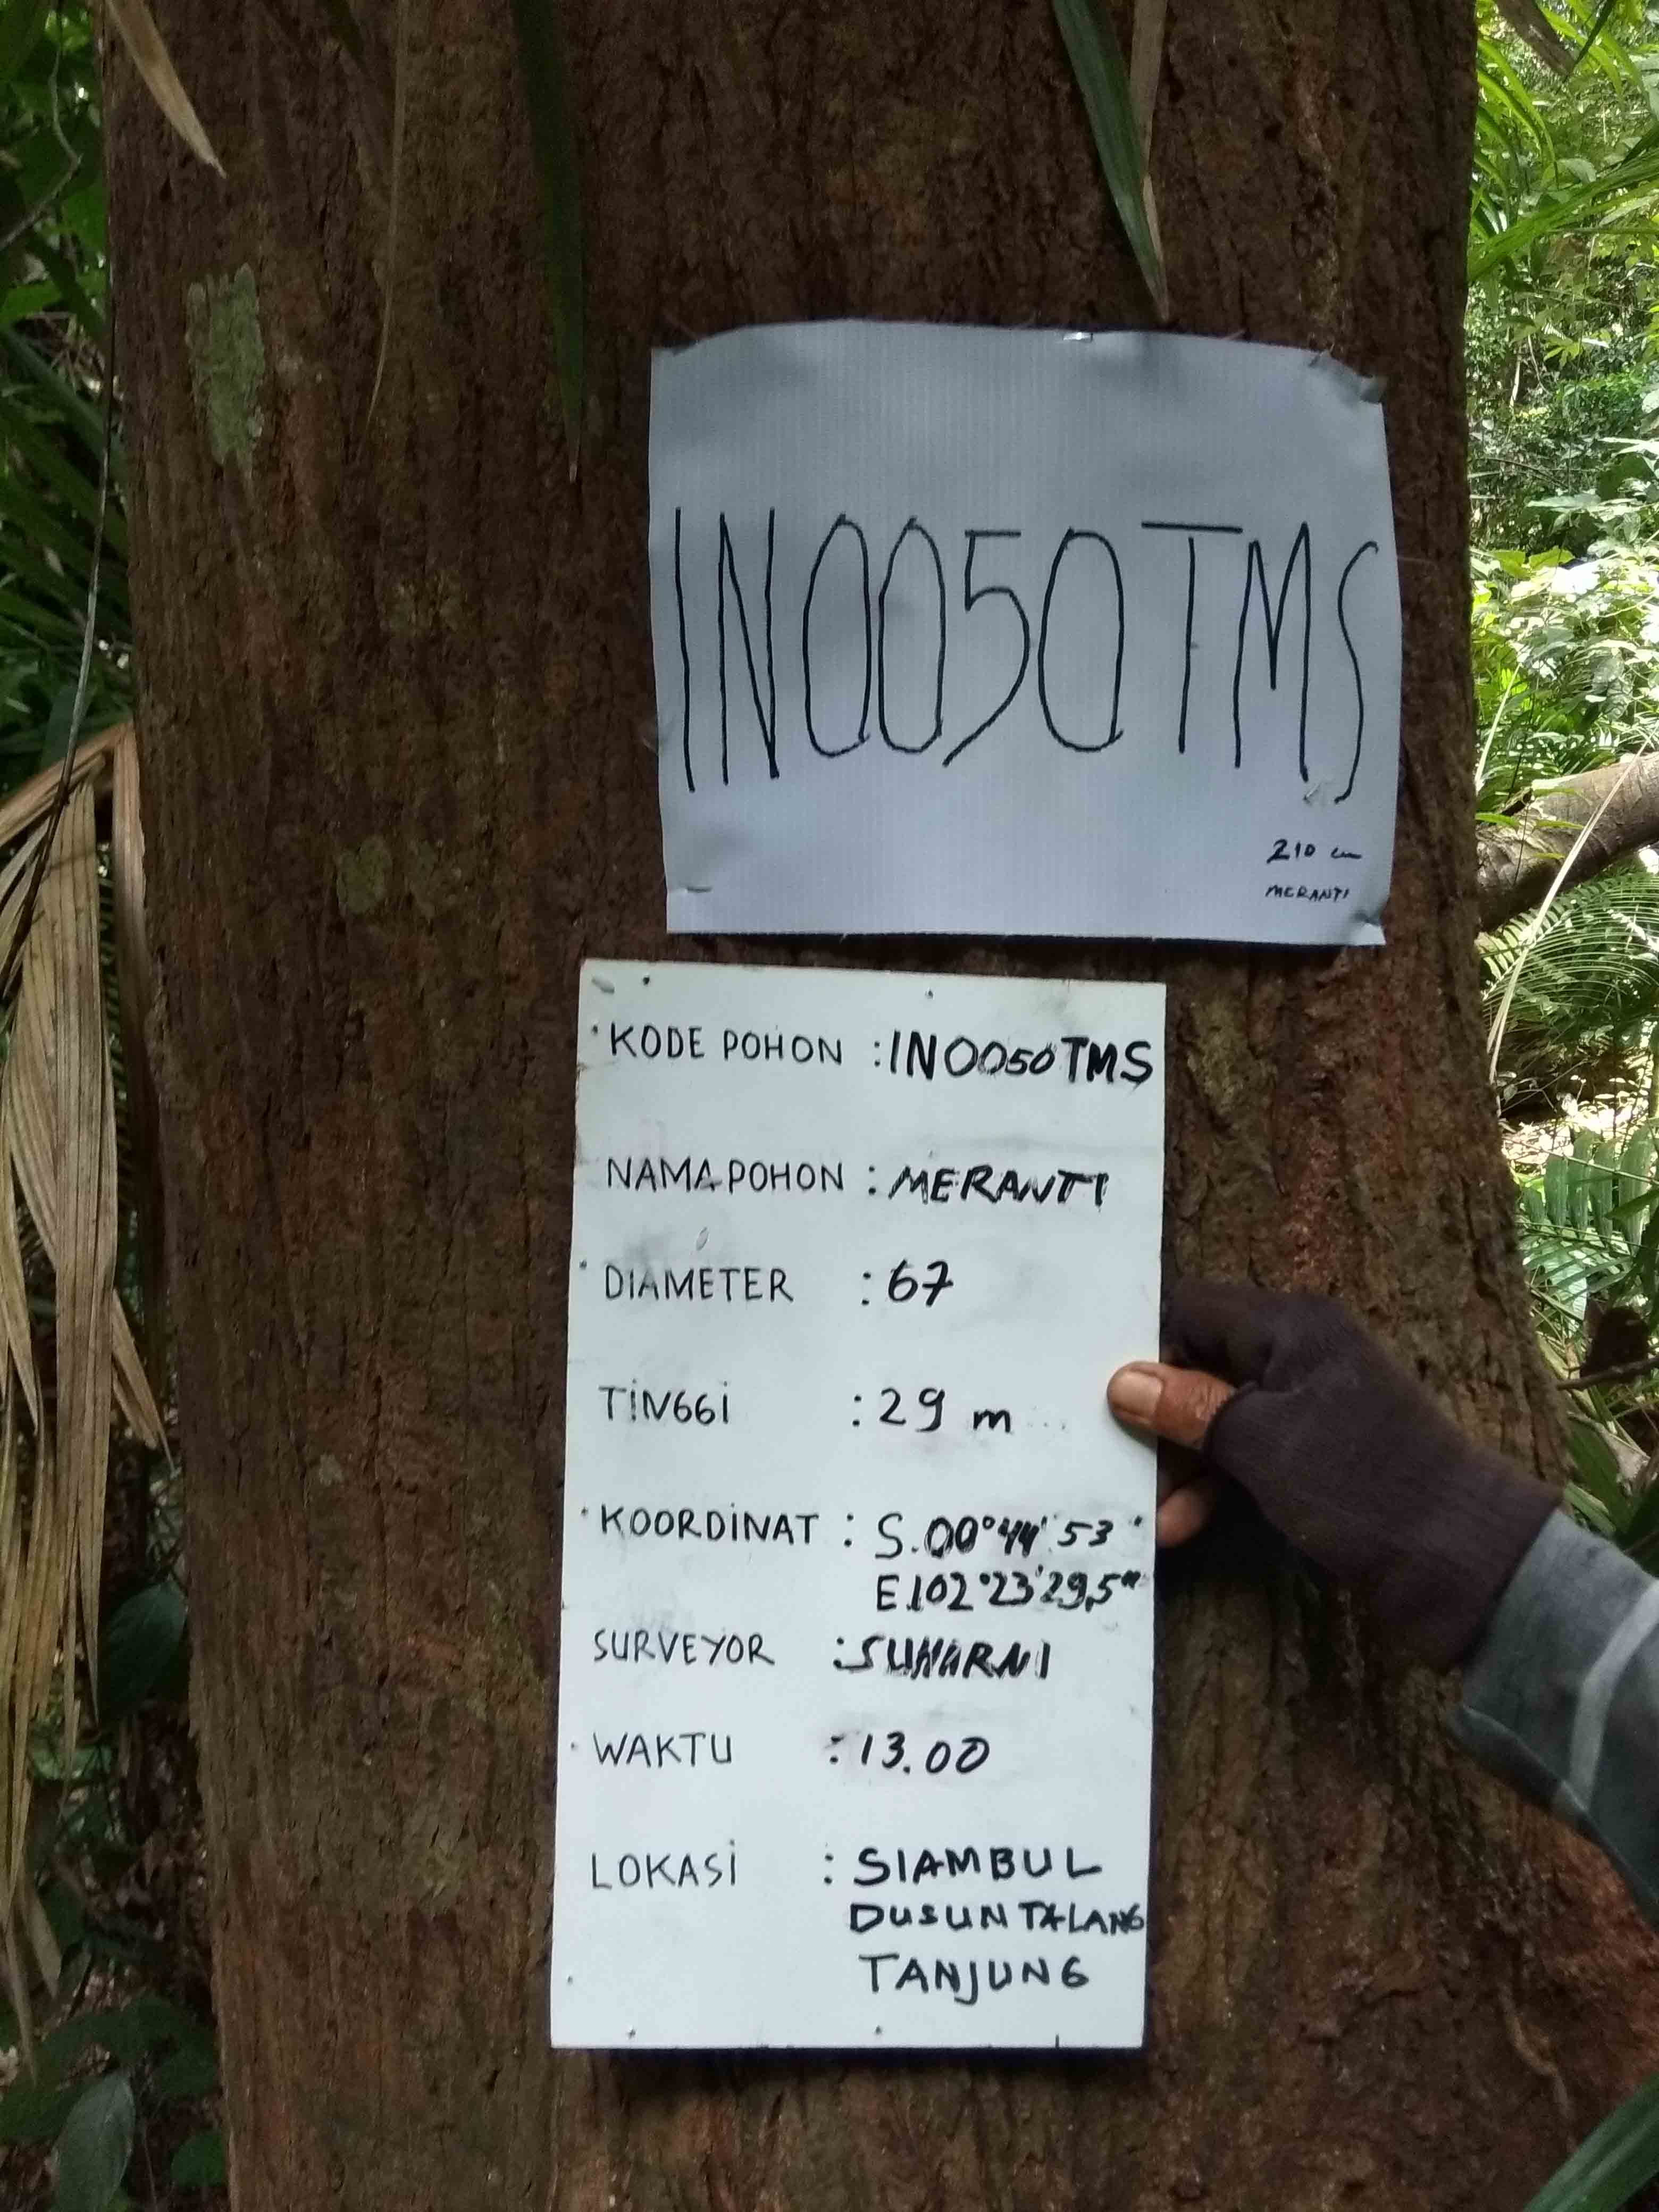 IN0050TMS
210 cm
MERANTI
KODE POHON : IN0050TMS
NAMA POHON : MERANTI
DIAMETER : 67
TINGGI : 29 m
KOORDINAT : S.00°44' 53"
E.102°23'29,5"
SURVEYOR : SUHARNI
WAKTU : 13.00
LOKASI : SIAMBUL
DUSUN TALANG
TANJUNG